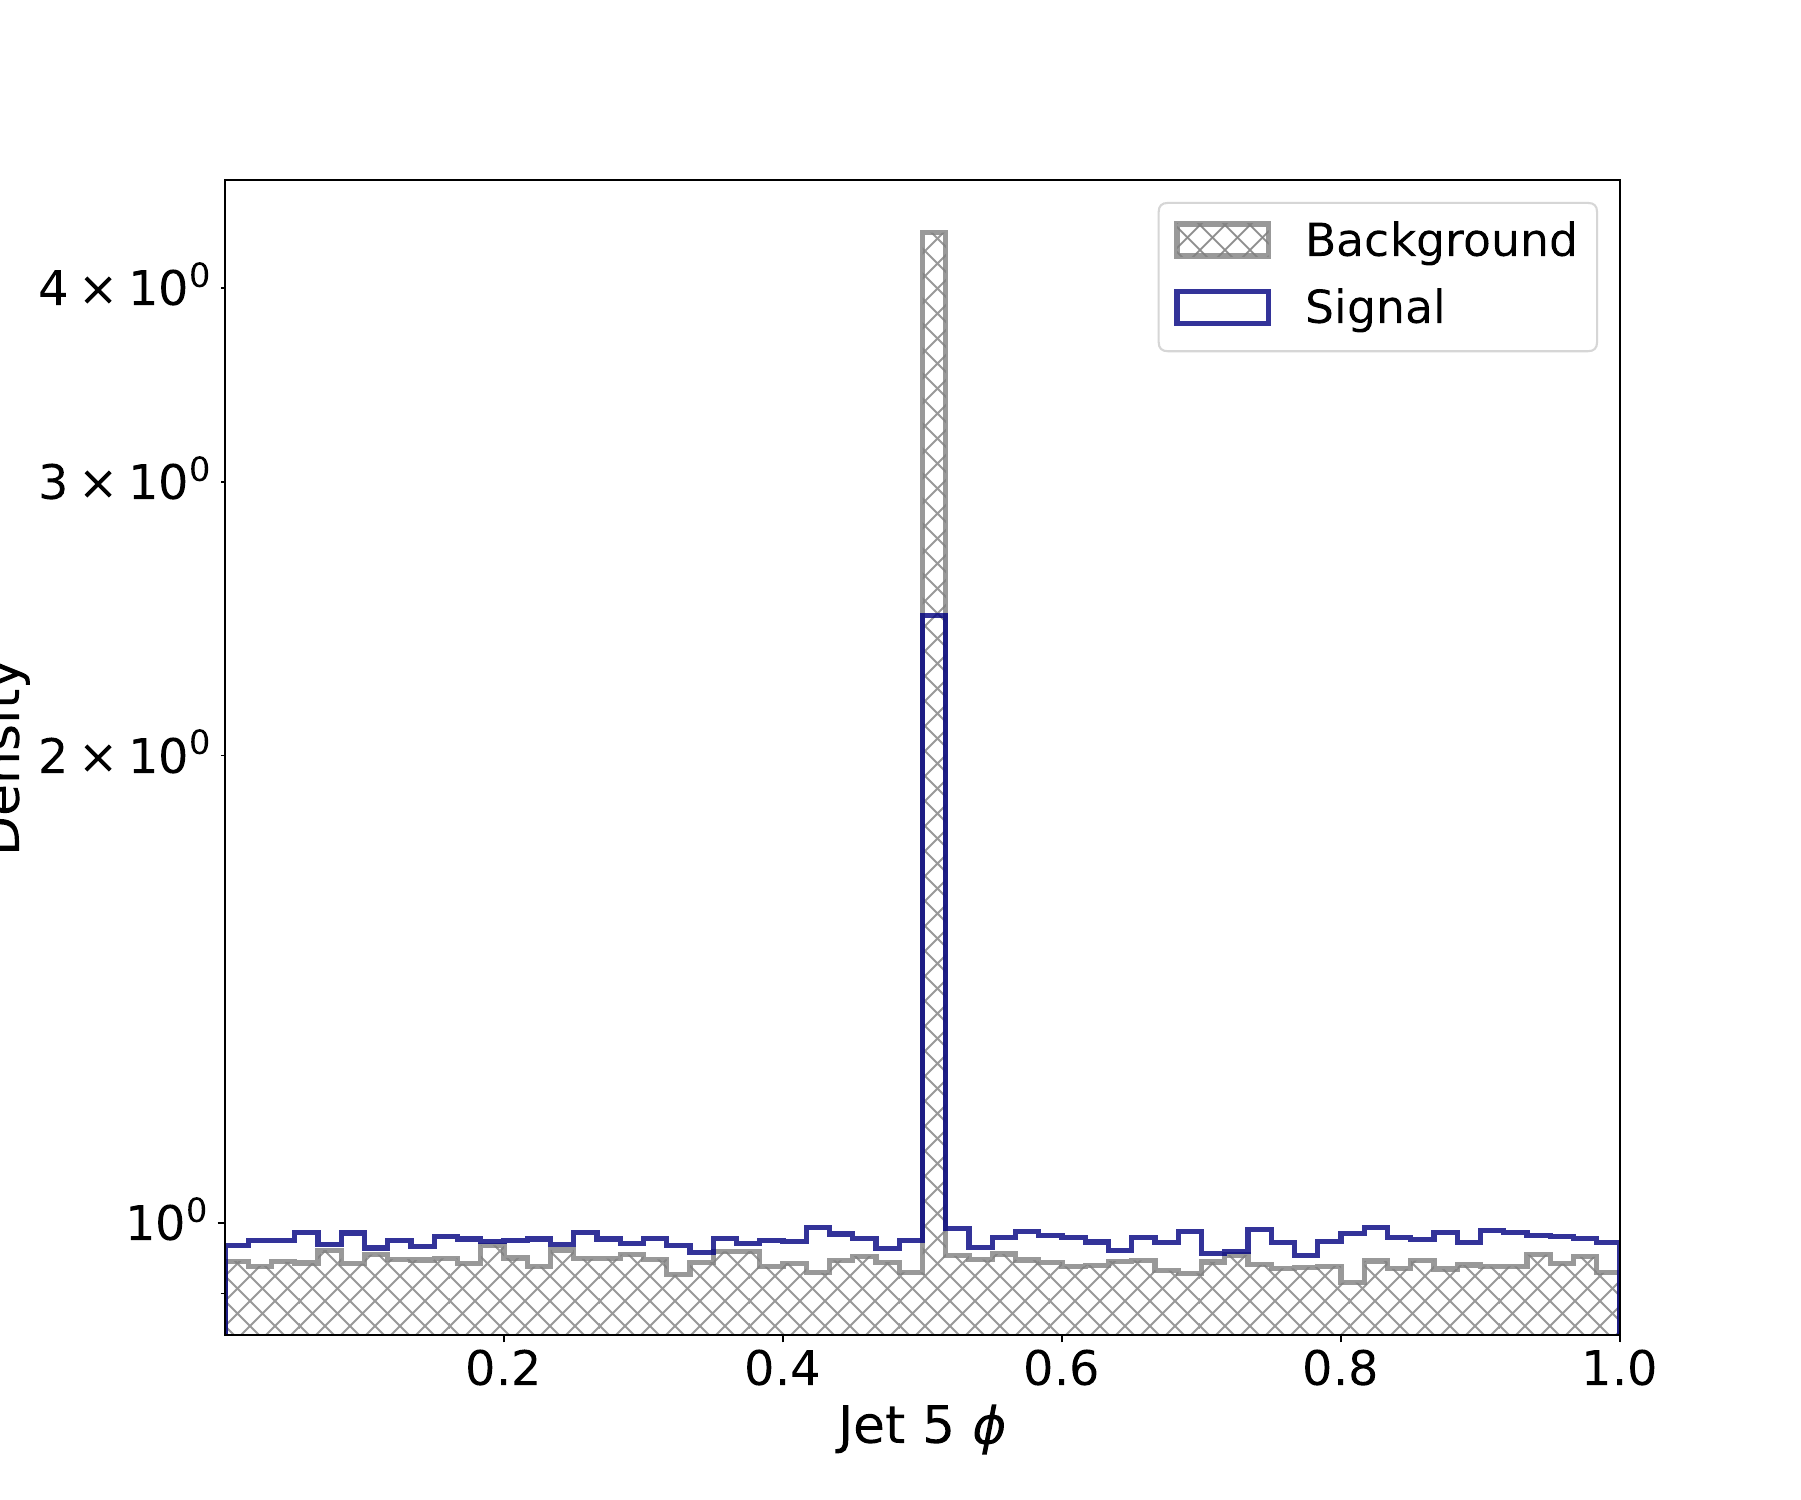 Background
Signal
4 × 10⁰
3 × 10⁰
2 × 10⁰
10⁰
Density
0.2 0.4 0.6 0.8 1.0
Jet 5 ϕ